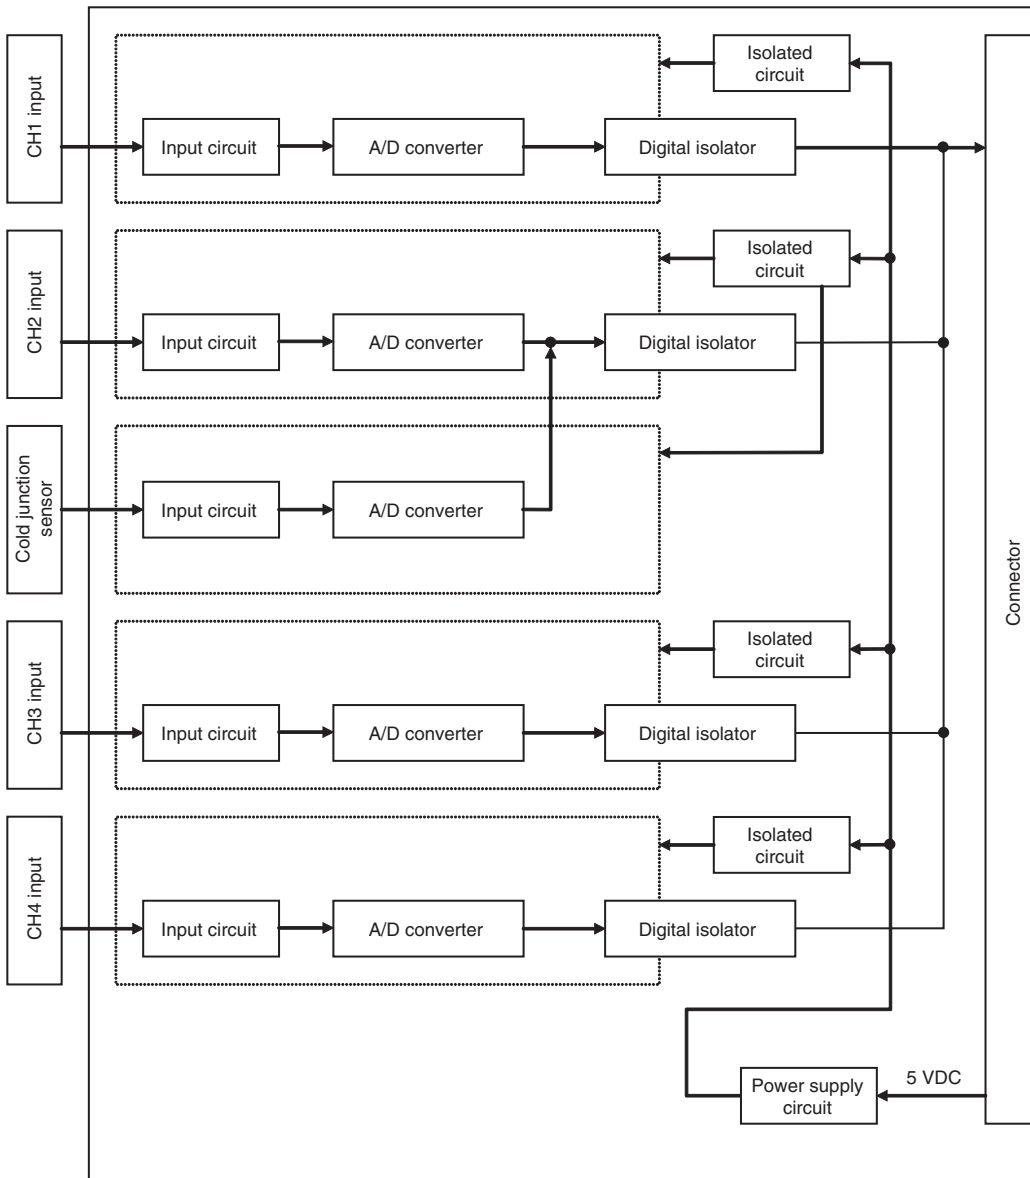 CH1 input
Input circuit
A/D converter
Digital isolator
Isolated
circuit
CH2 input
Input circuit
A/D converter
Digital isolator
Isolated
circuit
Cold junction
sensor
Input circuit
A/D converter
CH3 input
Input circuit
A/D converter
Digital isolator
Isolated
circuit
CH4 input
Input circuit
A/D converter
Digital isolator
Isolated
circuit
Power supply
circuit
5 VDC
Connector